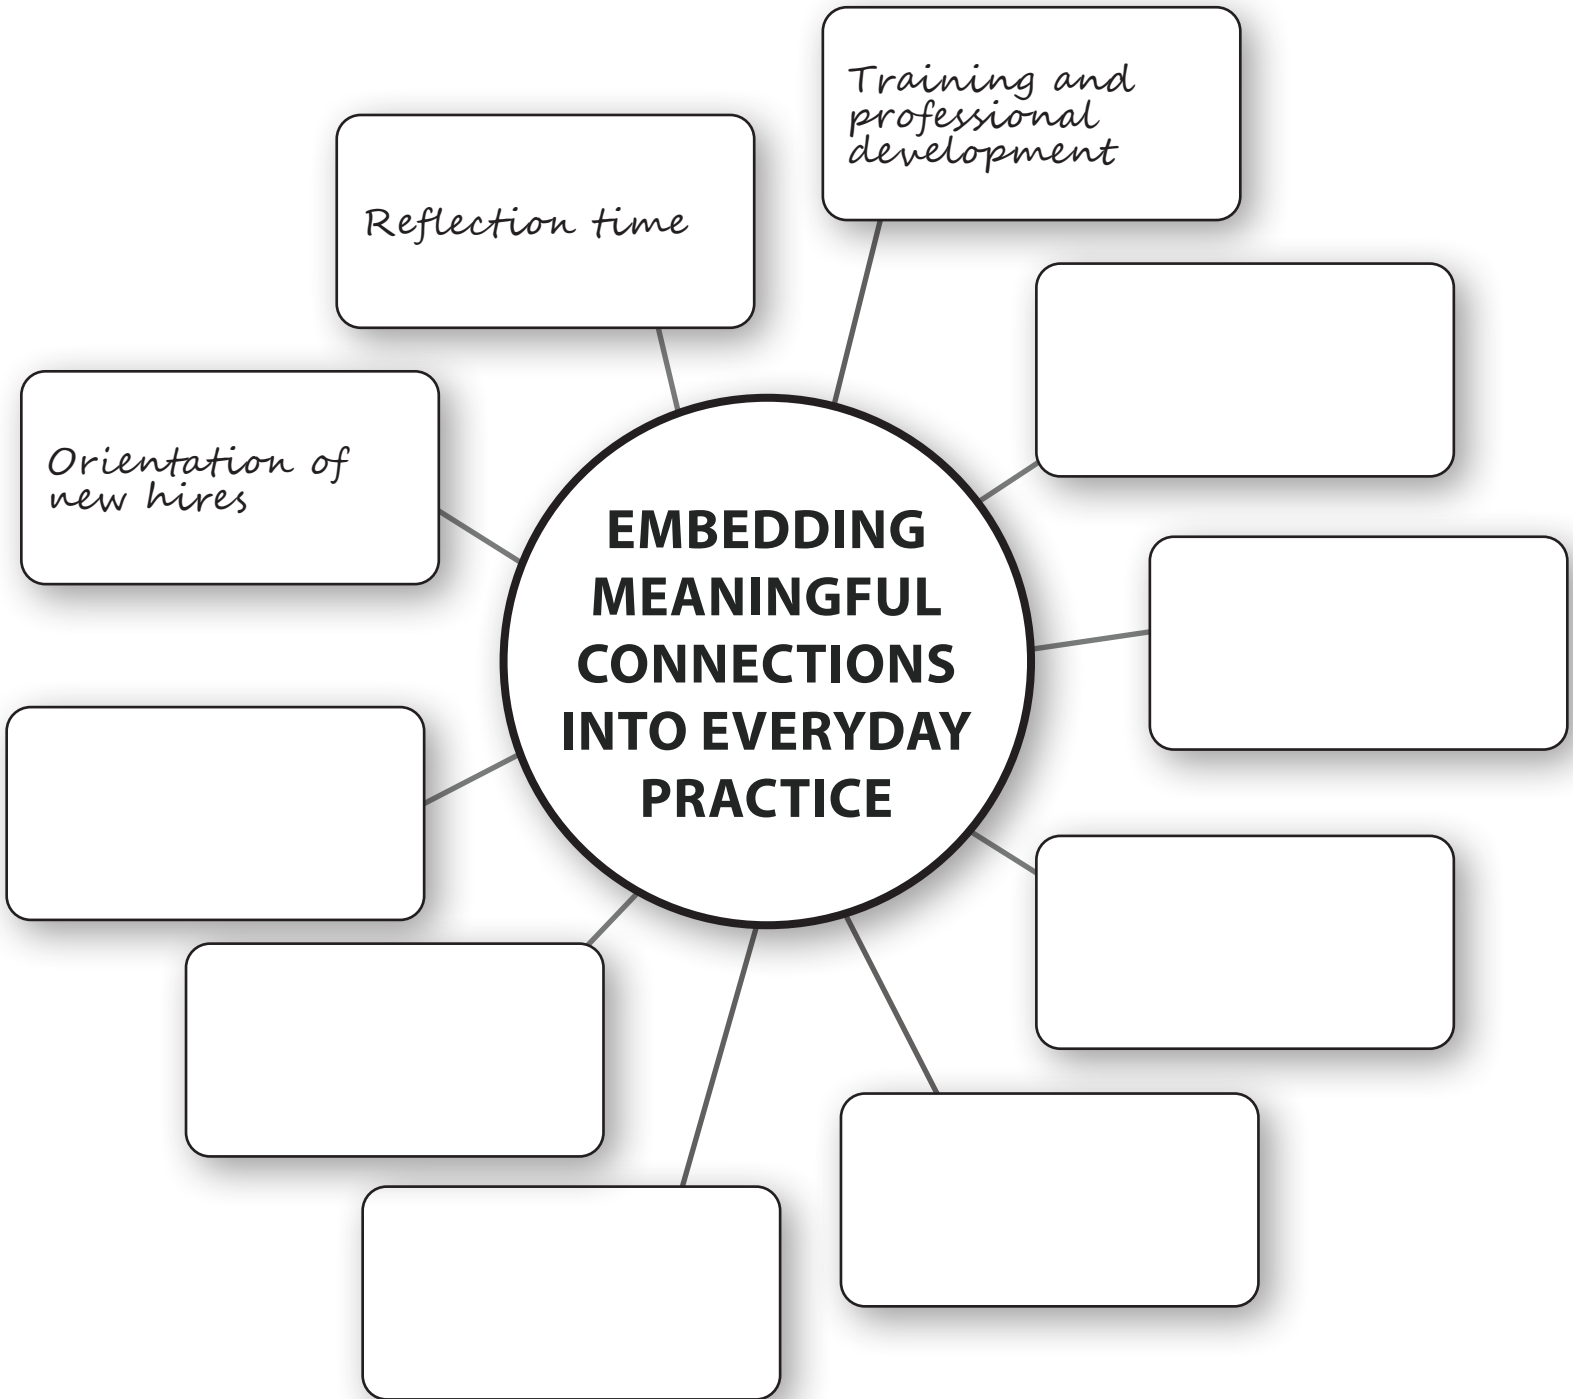 Training and
professional
development
Reflection time
Orientation of
new hires
EMBEDDING
MEANINGFUL
CONNECTIONS
INTO EVERYDAY
PRACTICE